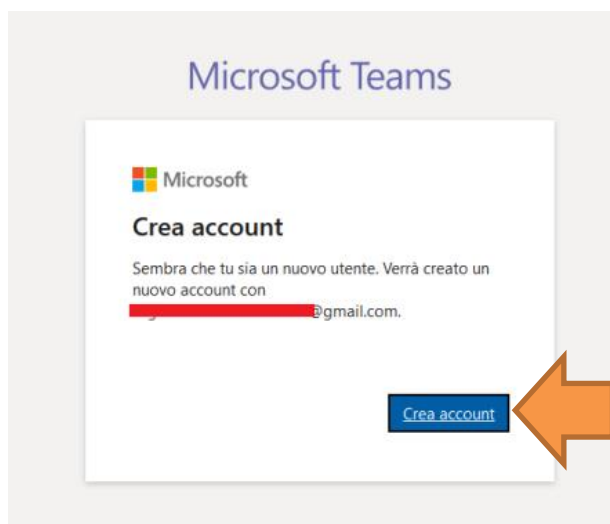 Microsoft Teams
Microsoft
Crea account
Sembra che tu sia un nuovo utente. Verrà creato un
nuovo account con
@gmail.com.
Crea account